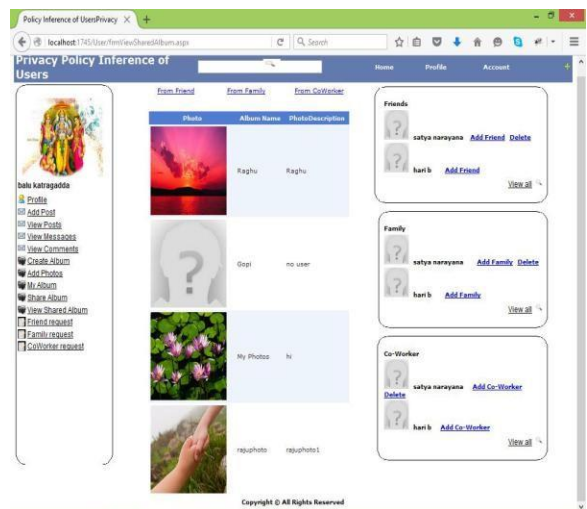 Policy Inference of UsersPrivacy
localhost:1745/User/frmViewSharedAlbum.aspx
Search
Privacy Policy Inference of Users
Home Profile Account
balu katragadda
Profile
Add Post
View Posts
View Messages
View Comments
Create Album
Add Photos
My Album
Share Album
View Shared Album
Friend request
Family request
CoWorker request
From Friend From Family From CoWorker
Photo Album Name PhotoDescription
Raghu Raghu
Gopi no user
My Photos hi
rajuphoto rajuphoto1
Friends
satya narayana Add Friend Delete
hari b Add Friend
View all
Family
satya narayana Add Family Delete
hari b Add Family
View all
Co-Worker
satya narayana Add Co-Worker
Delete
hari b Add Co-Worker
View all
Copyright © All Rights Reserved